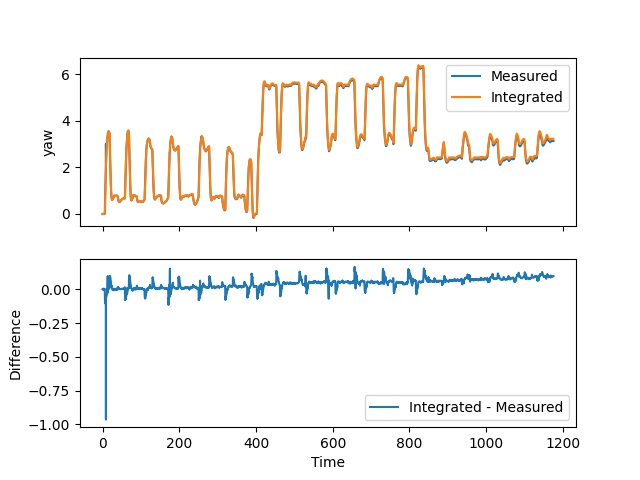 6
4
2
0
yaw
Measured
Integrated
0.00
−0.25
−0.50
−0.75
−1.00
Difference
Integrated - Measured
0 200 400 600 800 1000 1200
Time